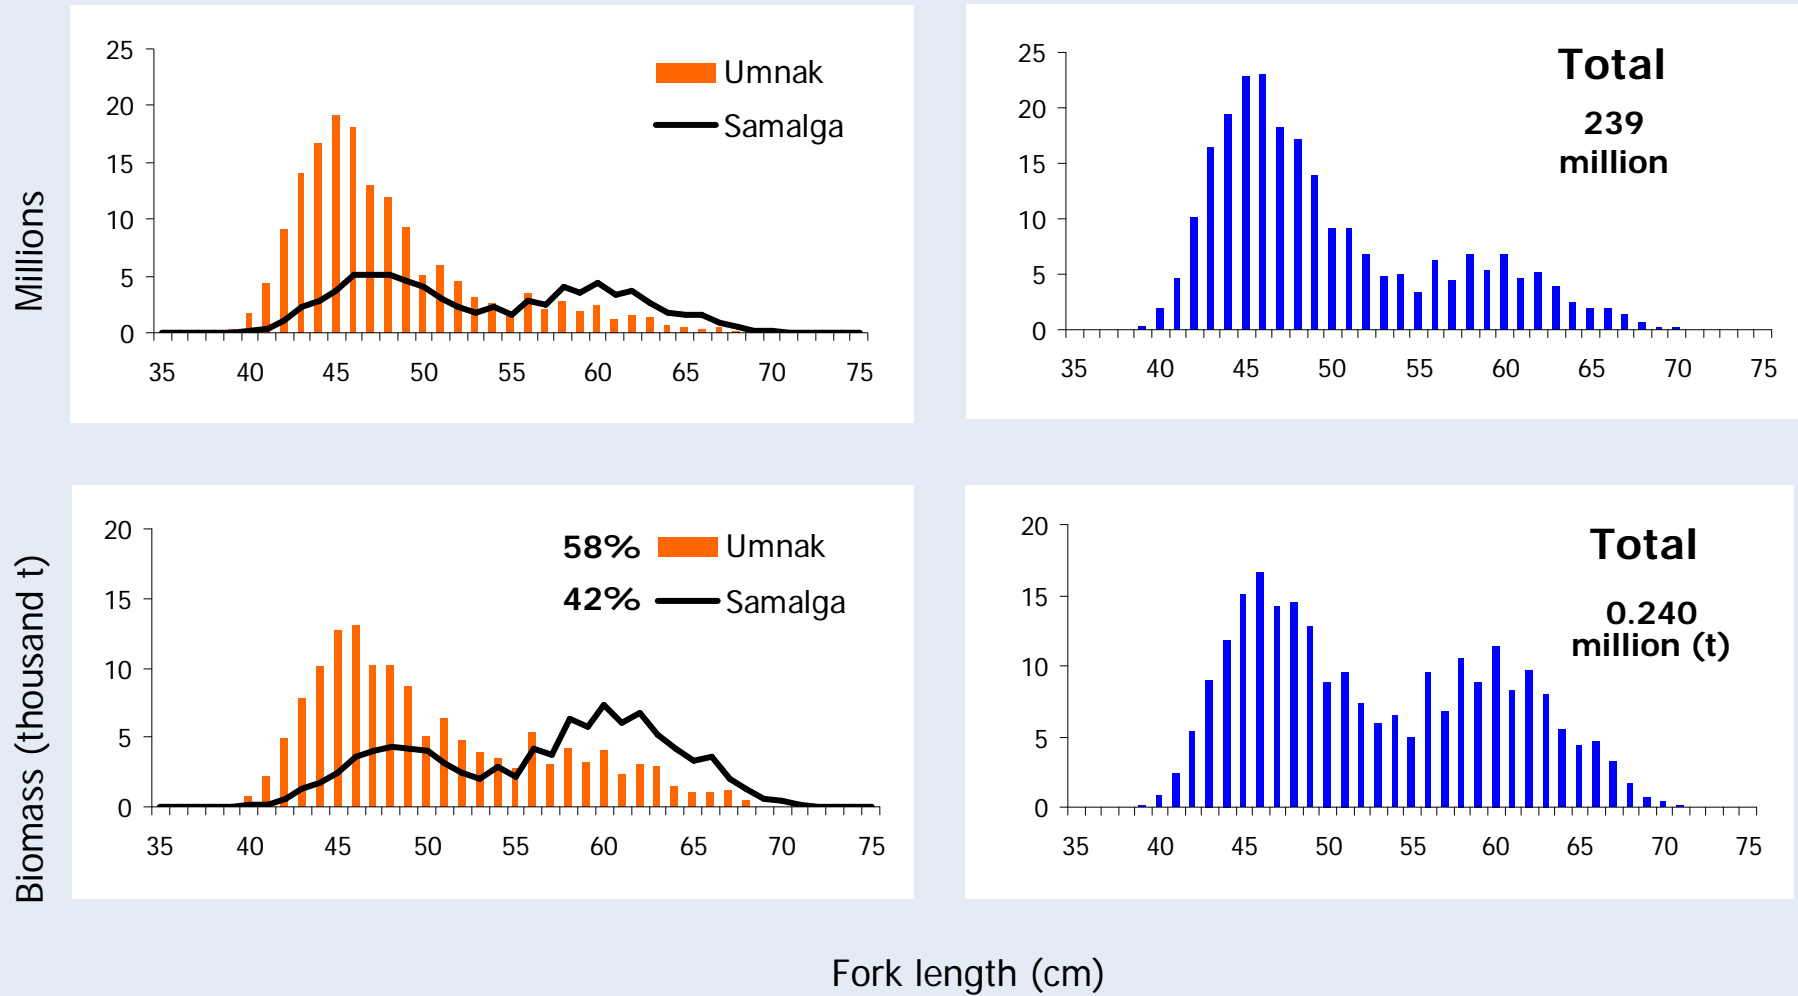 Millions
25
20
15
10
5
0
35 40 45 50 55 60 65 70 75
Umnak
Samalga
25
20
15
10
5
0
35 40 45 50 55 60 65 70 75
Total
239
million
Biomass (thousand t)
20
15
10
5
0
35 40 45 50 55 60 65 70 75
58% Umnak
42% Samalga
20
15
10
5
0
35 40 45 50 55 60 65 70 75
Total
0.240
million (t)
Fork length (cm)